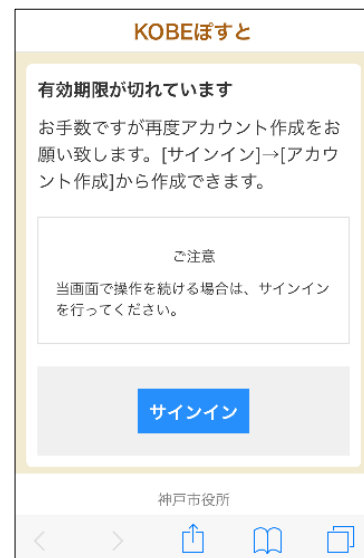 KOBEぽすと
有効期限が切れています
お手数ですが再度アカウント作成をお
願い致します。[サインイン]→[アカウ
ント作成]から作成できます。
ご注意
当画面で操作を続ける場合は、サインイン
を行ってください。
サインイン
神戸市役所